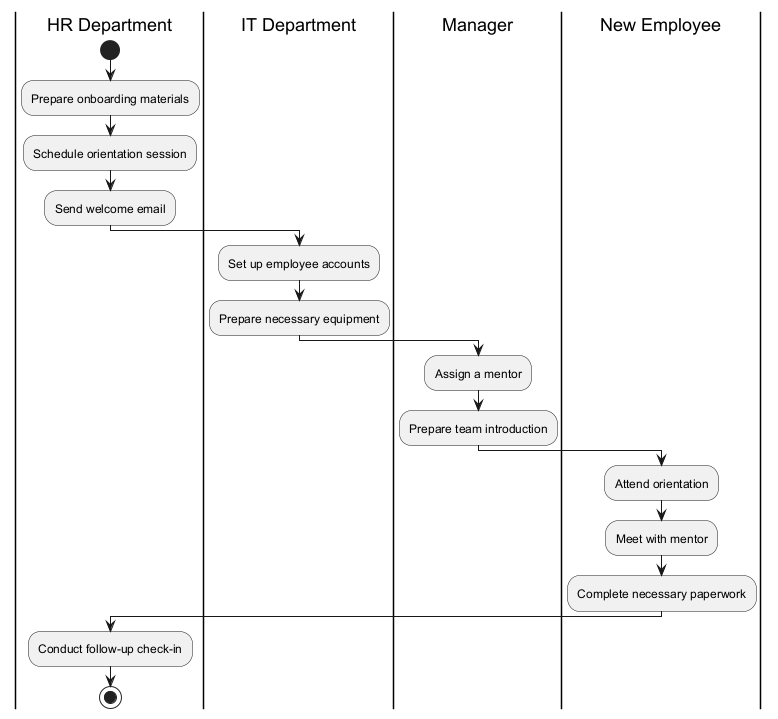 HR Department
IT Department
Manager
New Employee
Prepare onboarding materials
Schedule orientation session
Send welcome email
Set up employee accounts
Prepare necessary equipment
Assign a mentor
Prepare team introduction
Attend orientation
Meet with mentor
Complete necessary paperwork
Conduct follow-up check-in